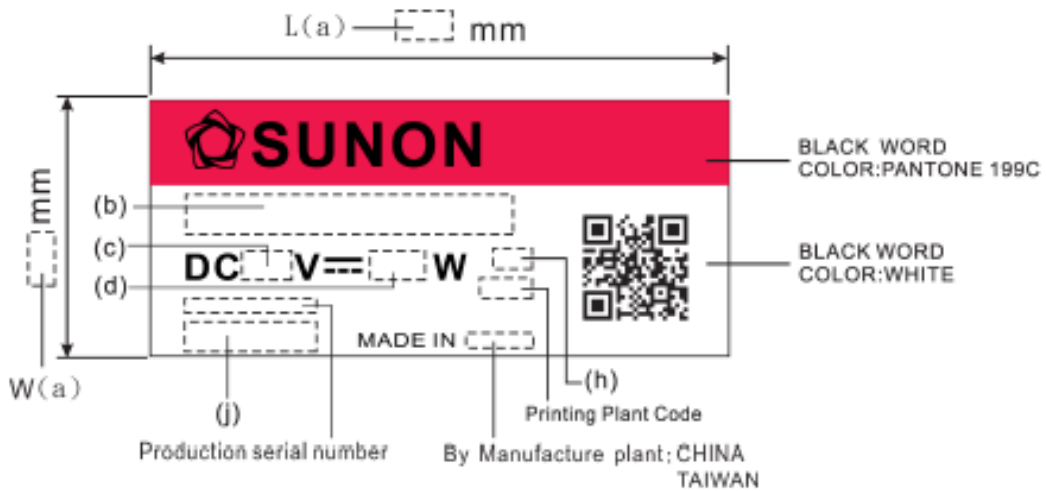 L(a) mm
mm
SUNON
BLACK WORD
COLOR:PANTONE 199C
(b)
(c)
DC V W
(d)
BLACK WORD
COLOR:WHITE
MADE IN
W(a)
(j)
(h)
Printing Plant Code
Production serial number
By Manufacture plant; CHINA
TAIWAN